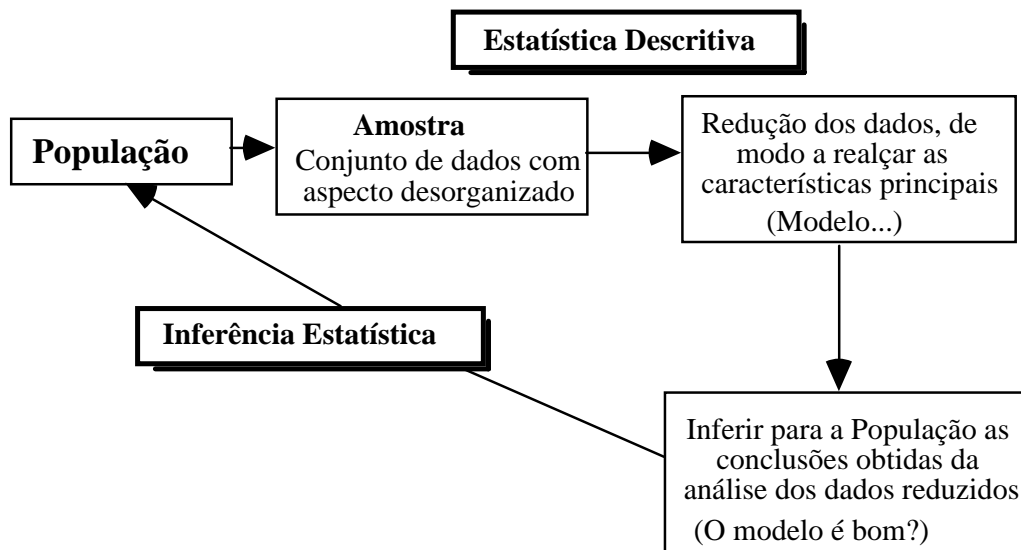 Estatística Descritiva
População
Amostra
Conjunto de dados com
aspecto desorganizado
Redução dos dados, de
modo a realçar as
características principais
(Modelo...)
Inferência Estatística
Inferir para a População as
conclusões obtidas da
análise dos dados reduzidos
(O modelo é bom?)